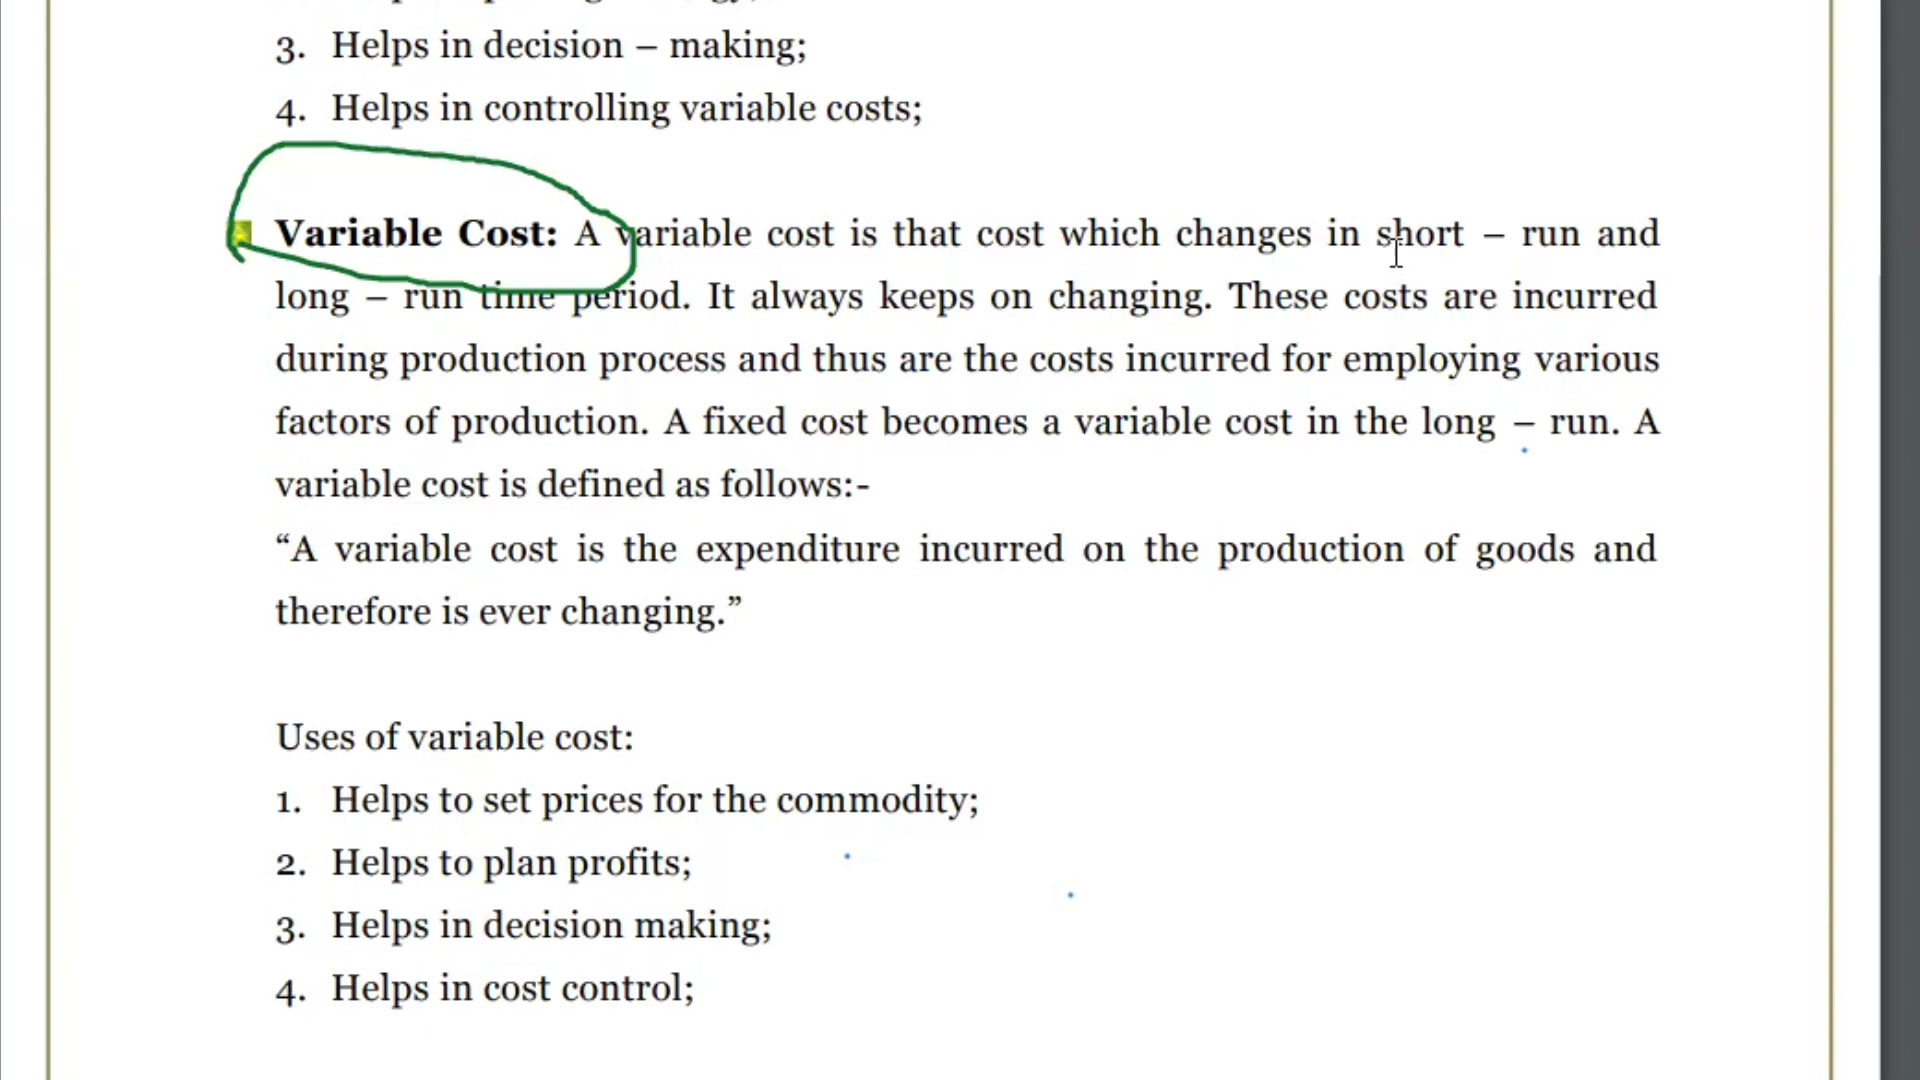 3. Helps in decision – making;
4. Helps in controlling variable costs;
Variable Cost: A variable cost is that cost which changes in short – run and
long – run time period. It always keeps on changing. These costs are incurred
during production process and thus are the costs incurred for employing various
factors of production. A fixed cost becomes a variable cost in the long – run. A
variable cost is defined as follows:-
“A variable cost is the expenditure incurred on the production of goods and
therefore is ever changing.”
Uses of variable cost:
1. Helps to set prices for the commodity;
2. Helps to plan profits;
3. Helps in decision making;
4. Helps in cost control;